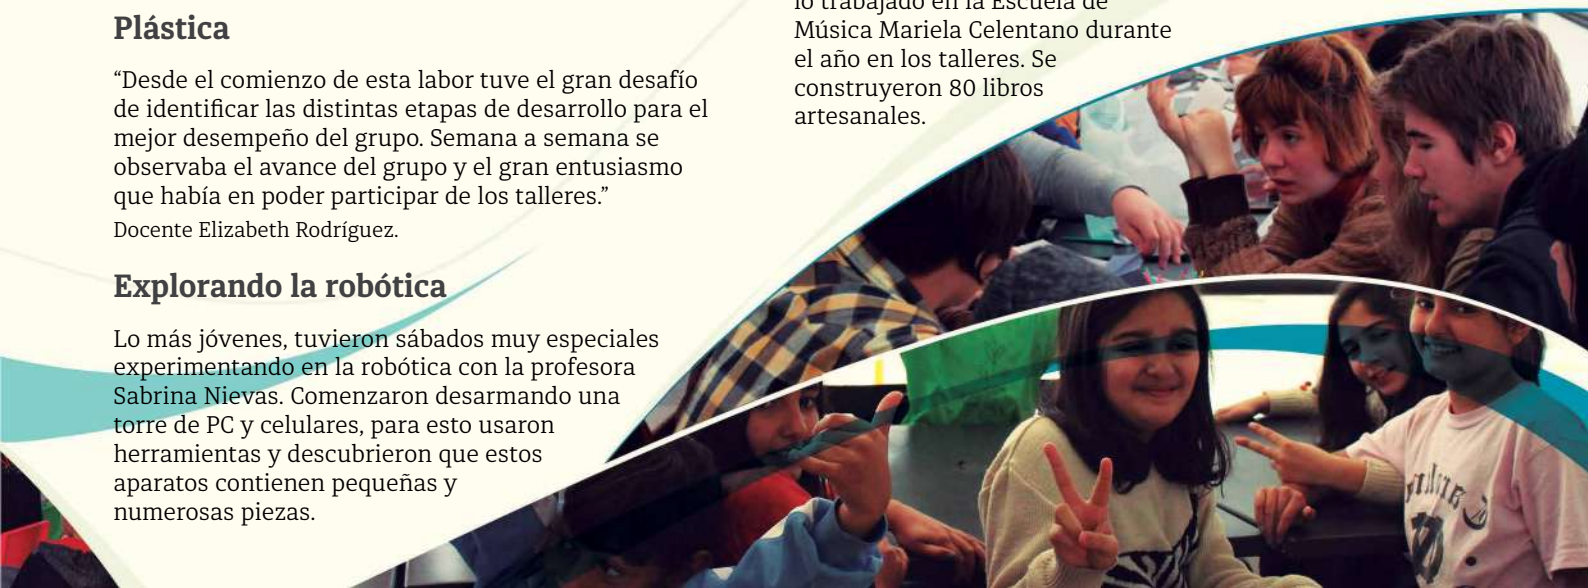 Plástica
“Desde el comienzo de esta labor tuve el gran desafío
de identificar las distintas etapas de desarrollo para el
mejor desempeño del grupo. Semana a semana se
observaba el avance del grupo y el gran entusiasmo
que había en poder participar de los talleres.”
Docente Elizabeth Rodríguez.
Explorando la robótica
Lo más jóvenes, tuvieron sábados muy especiales
experimentando en la robótica con la profesora
Sabrina Nievas. Comenzaron desarmando una
torre de PC y celulares, para esto usaron
herramientas y descubrieron que estos
aparatos contienen pequeñas y
numerosas piezas.
lo trabajado en la Escuela de
Música Mariela Celentano durante
el año en los talleres. Se
construyeron 80 libros
artesanales.